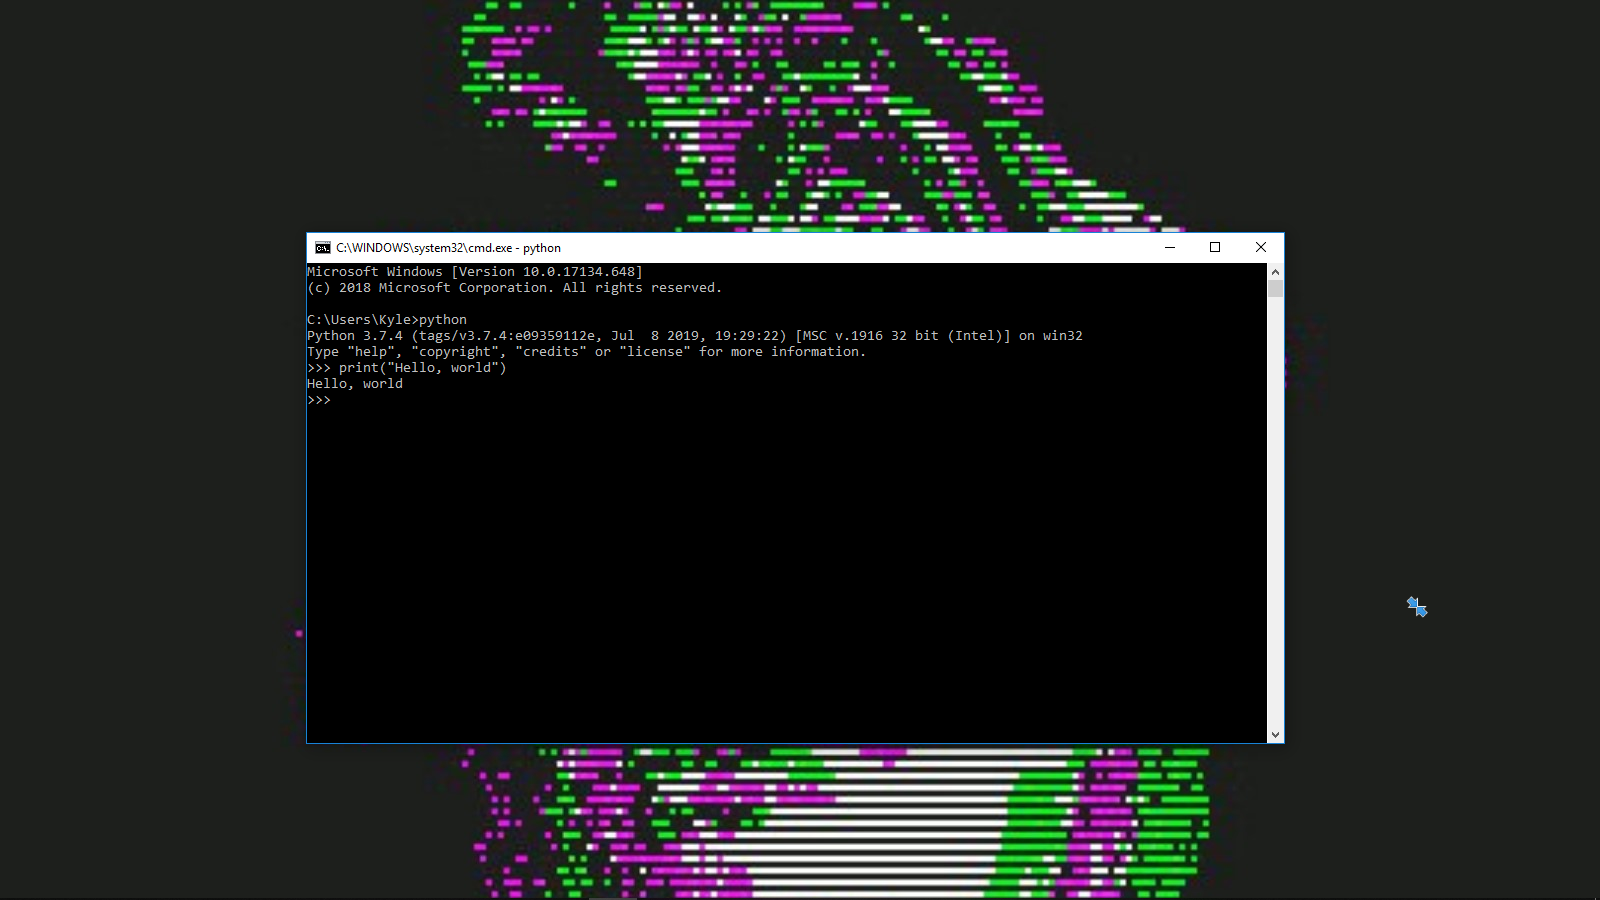 C:\WINDOWS\system32\cmd.exe - python
Microsoft Windows [Version 10.0.17134.648]
(c) 2018 Microsoft Corporation. All rights reserved.
C:\Users\Kyle>python
Python 3.7.4 (tags/v3.7.4:e09359112e, Jul  8 2019, 19:29:22) [MSC v.1916 32 bit (Intel)] on win32
Type "help", "copyright", "credits" or "license" for more information.
>>> print("Hello, world")
Hello, world
>>>